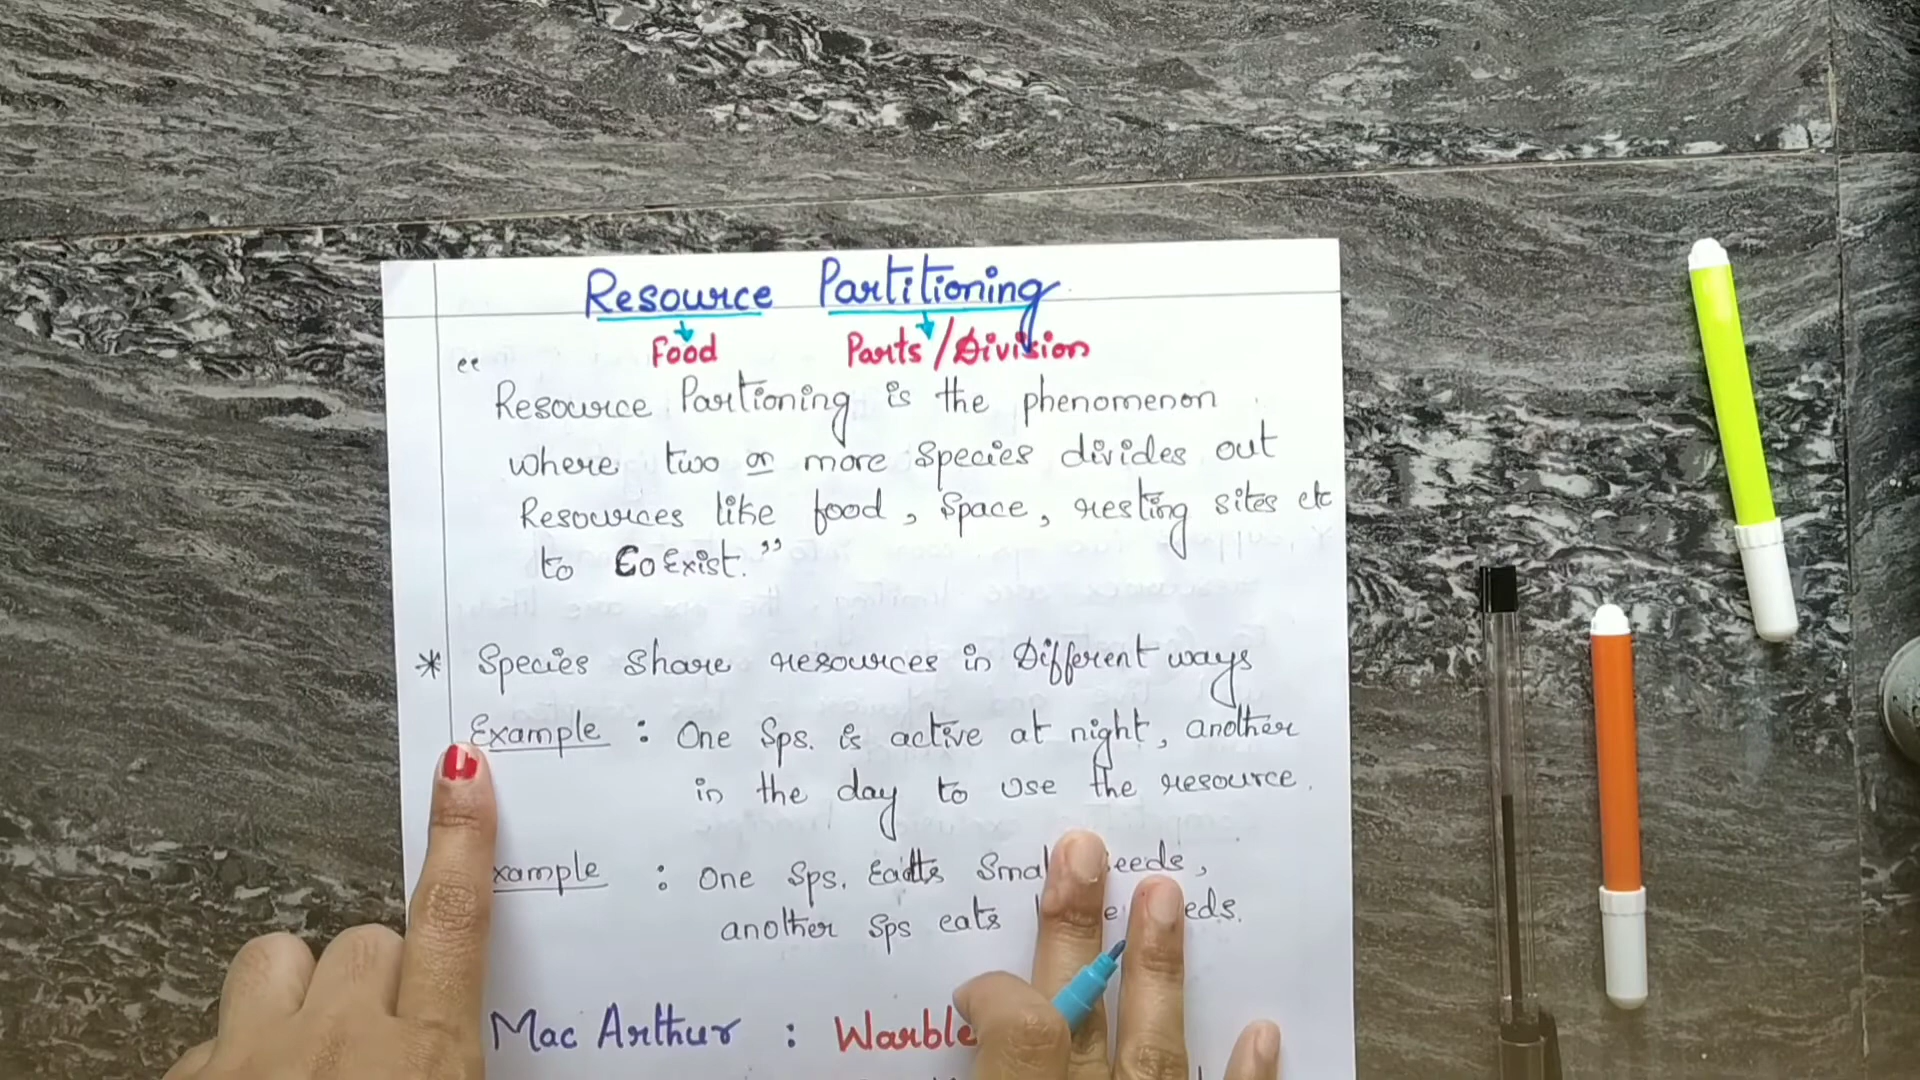 Resource Partitioning
Food Parts/Division
"Resource Partioning is the phenomenon
where two or more Species divides out
Resources like food, Space, resting sites etc
to CoExist."
* Species Share resources in Different ways
Example : One Sps. is active at night, another
in the day to Use the resource.
xample : One Sps. Eats Small eeds,
another Sps eats eds.
Mac Arthur : Warble